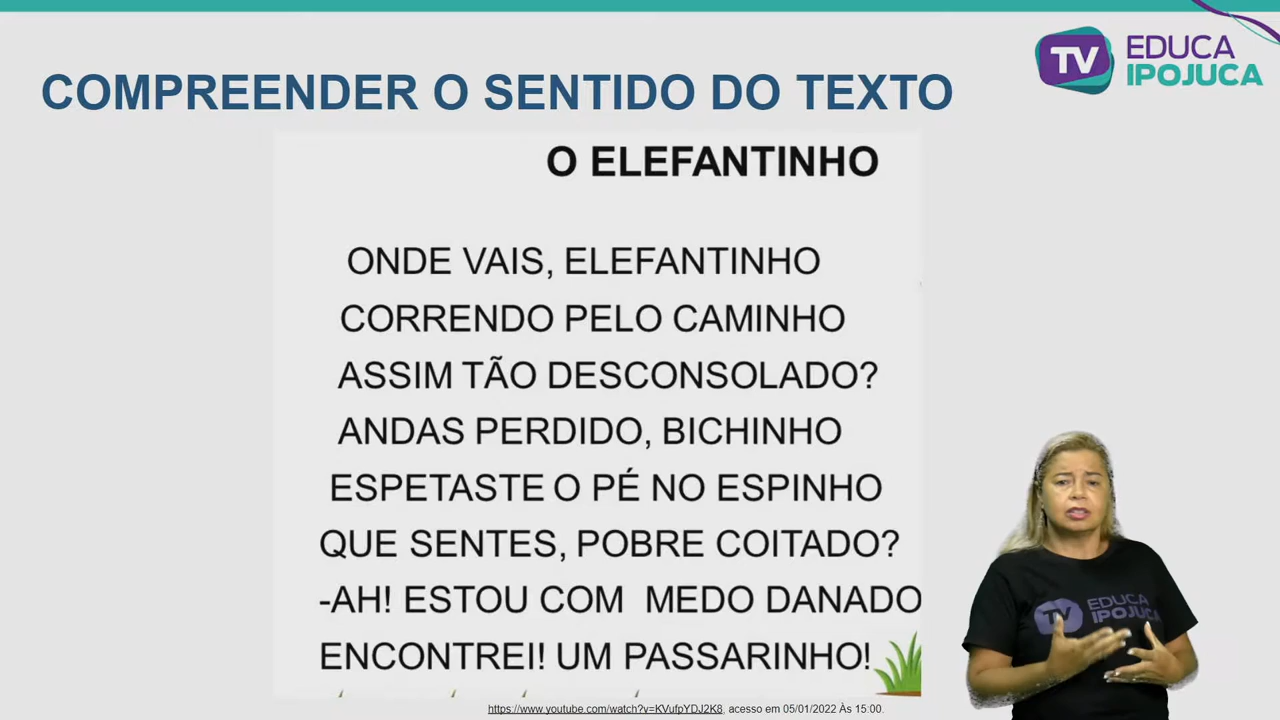 TV EDUCA
IPOJUCA
COMPREENDER O SENTIDO DO TEXTO
O ELEFANTINHO
ONDE VAIS, ELEFANTINHO
CORRENDO PELO CAMINHO
ASSIM TÃO DESCONSOLADO?
ANDAS PERDIDO, BICHINHO
ESPETASTE O PÉ NO ESPINHO
QUE SENTES, POBRE COITADO?
-AH! ESTOU COM MEDO DANADO
ENCONTREI! UM PASSARINHO!
TV EDUCA
IPOJUCA
https://www.youtube.com/watch?v=KVufpYDJ2K8, acesso em 05/01/2022 Às 15:00.